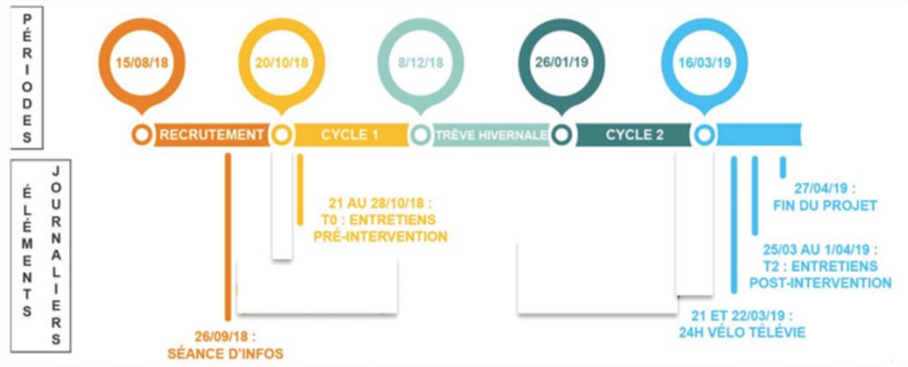 PÉRIODES
15/08/18
20/10/18
8/12/18
26/01/19
16/03/19
RECRUTEMENT
CYCLE 1
TRÊVE HIVERNALE
CYCLE 2
ÉLÉMENTS
JOURNALIERS
21 AU 28/10/18 :
T0 : ENTRETIENS
PRÉ-INTERVENTION
27/04/19 :
FIN DU PROJET
25/03 AU 1/04/19 :
T2 : ENTRETIENS
POST-INTERVENTION
21 ET 22/03/19 :
24H VÉLO TÉLÉVIE
26/09/18 :
SÉANCE D'INFOS